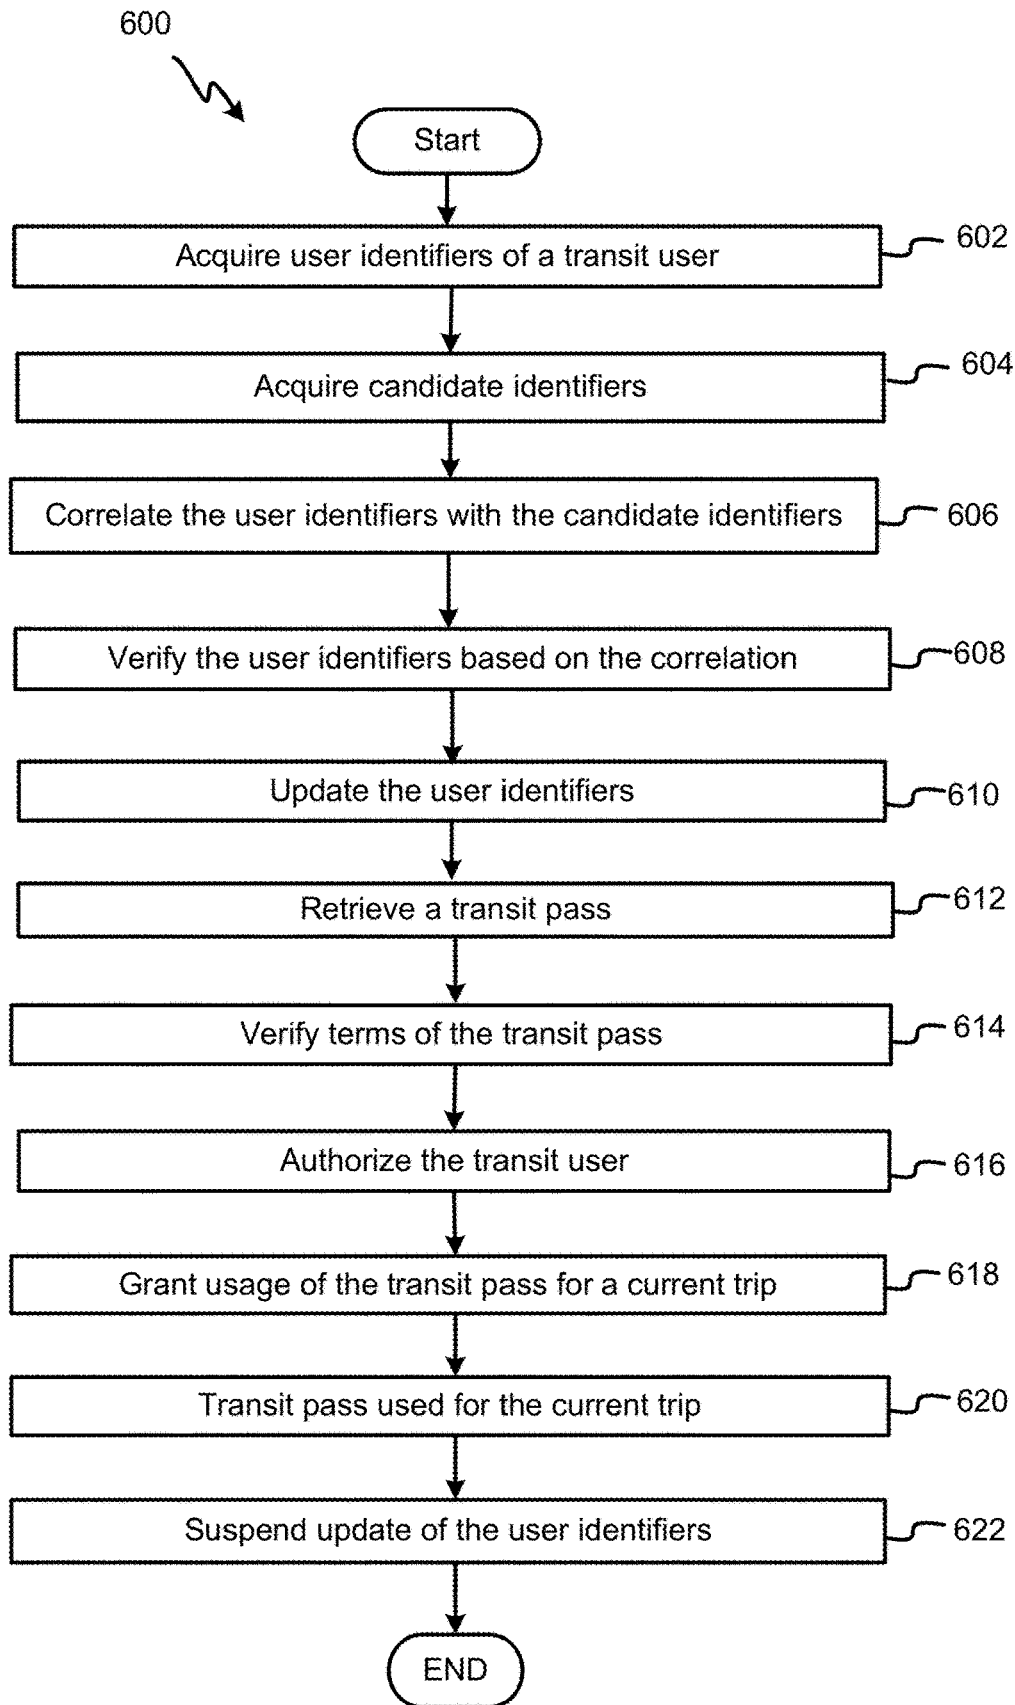 600
Start
Acquire user identifiers of a transit user
602
Acquire candidate identifiers
604
Correlate the user identifiers with the candidate identifiers
606
Verify the user identifiers based on the correlation
608
Update the user identifiers
610
Retrieve a transit pass
612
Verify terms of the transit pass
614
Authorize the transit user
616
Grant usage of the transit pass for a current trip
618
Transit pass used for the current trip
620
Suspend update of the user identifiers
622
END